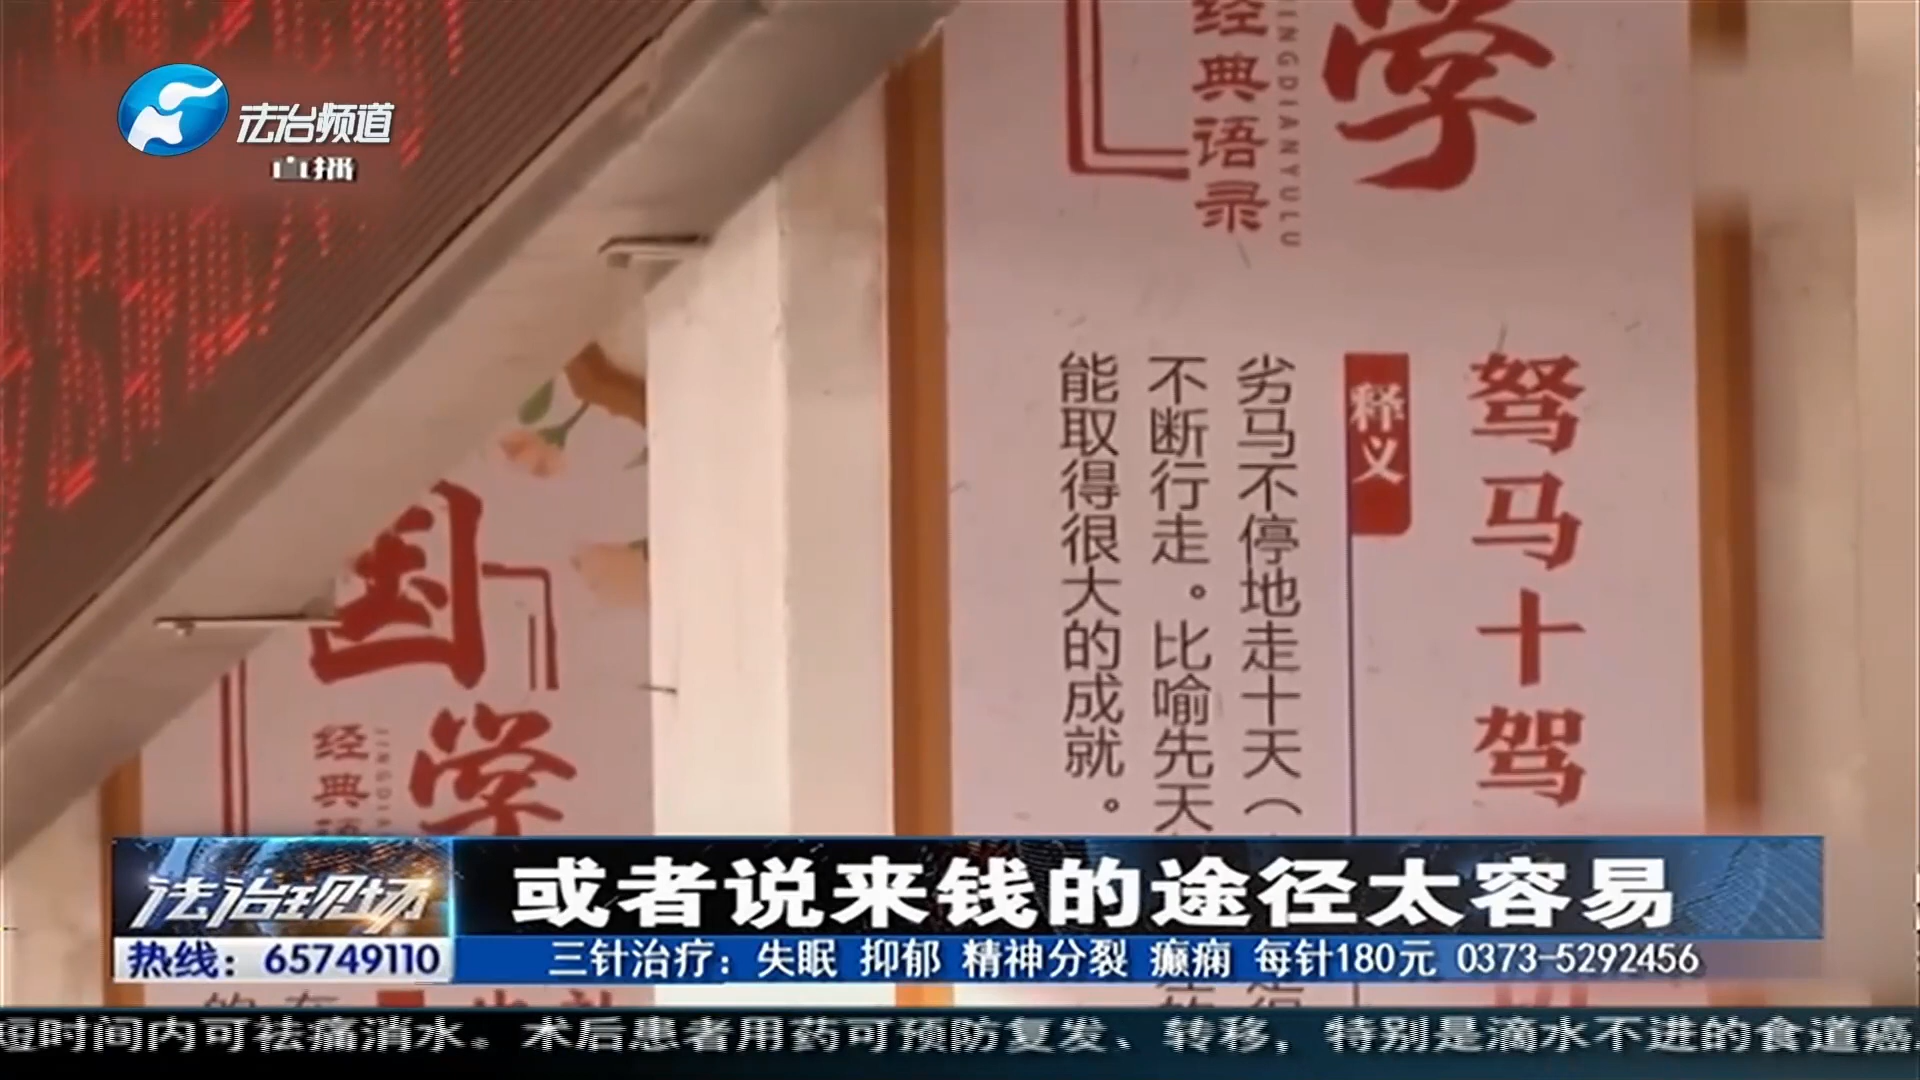 法治频道
直播
学
经典语录
JINGDIANYULU
驽马十驾
释义
劣马不停地走十天（
不断行走。比喻先天
能取得很大的成就。
国学
经典语
JINGDIA
法治现场
或者说来钱的途径太容易
热线：65749110
三针治疗：失眠 抑郁 精神分裂 癫痫 每针180元 0373-5292456
短时间内可祛痛消水。术后患者用药可预防复发、转移，特别是滴水不进的食道癌